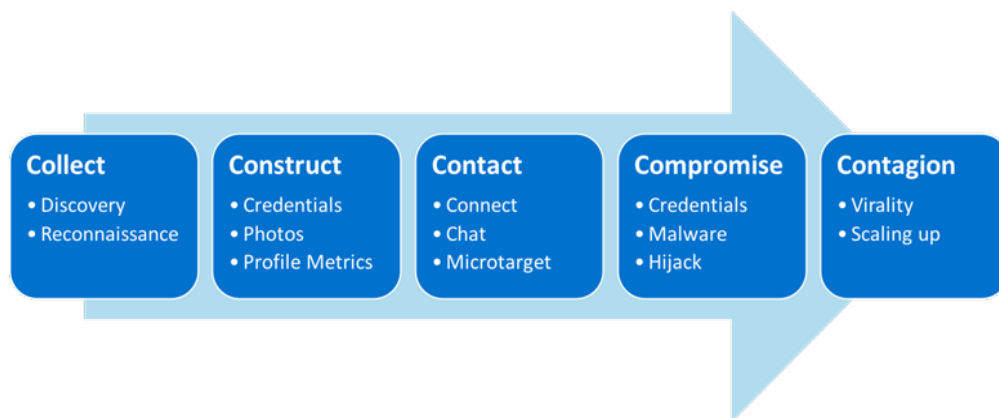 Collect
• Discovery
• Reconnaissance
Construct
• Credentials
• Photos
• Profile Metrics
Contact
• Connect
• Chat
• Microtarget
Compromise
• Credentials
• Malware
• Hijack
Contagion
• Virality
• Scaling up